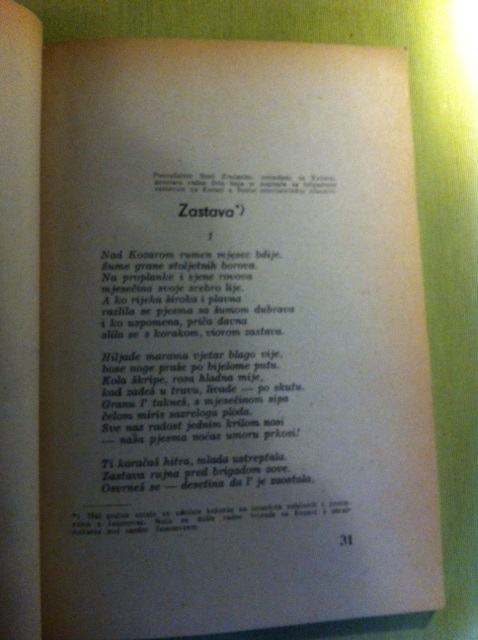 Zastava*)
1
Nad Kozarom rumen mjesec bdije.
Šume grane stoljetnih borova.
Na proplanke i sjene rovova
mjesečina svoje srebro lije.
A ko rijeka široka i plavna
razlila se pjesma sa šumom dubrava
i ko uspomena, priča davna
slila se s korakom, viorom zastava.
Hiljade marama vjetar blago vije,
bose noge praše po bijelome putu.
Kola škripe, rosa hladna mije,
kad zađeš u travu, livade — po skutu.
Granu l' takneš, s mjesečinom sipa
čelom miris sazreloga ploda.
Sve nas radost jednim krilom nosi
— naša pjesma noćas umoru prkosi!
Ti koračaš hitra, mlada ustreptala.
Zastava rujna pred brigadom zove.
Osvrneš se — desetina da l' je zaostala.
31